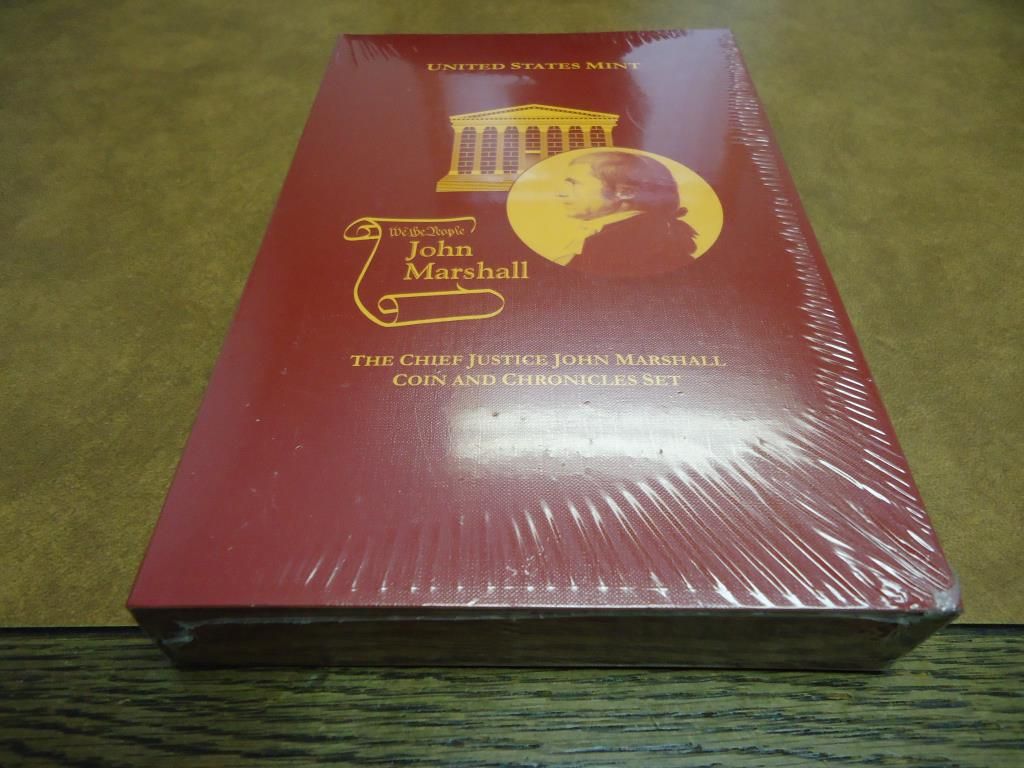 UNITED STATES MINT
We the People
John
Marshall
THE CHIEF JUSTICE JOHN MARSHALL
COIN AND CHRONICLES SET